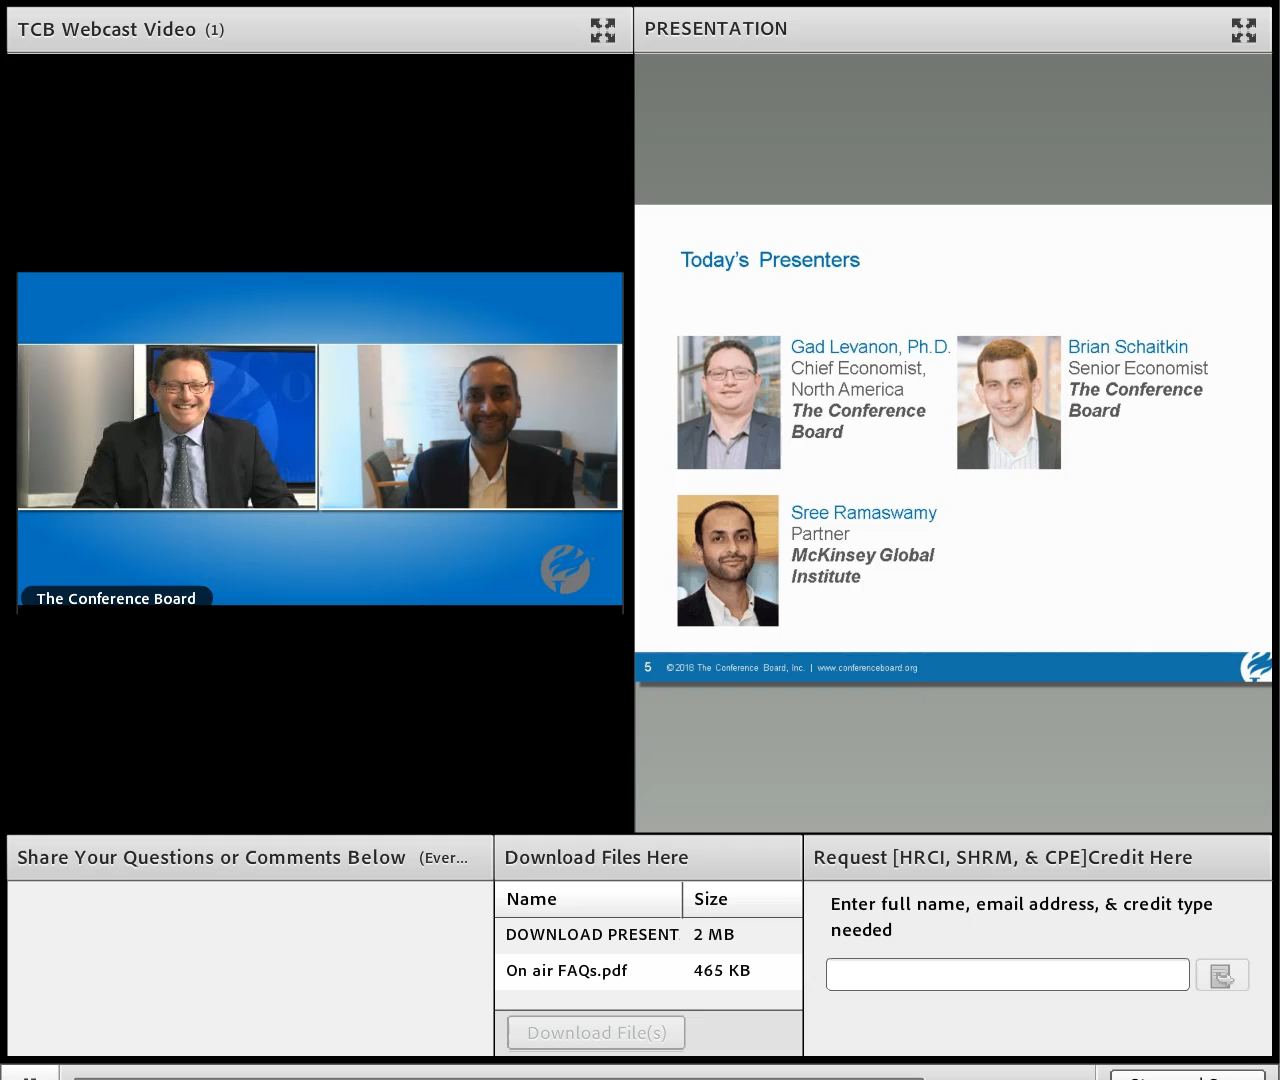 TCB Webcast Video (1)
PRESENTATION
Today's Presenters
Gad Levanon, Ph.D.
Chief Economist,
North America
The Conference
Board
Brian Schaitkin
Senior Economist
The Conference
Board
Sree Ramaswamy
Partner
McKinsey Global
Institute
The Conference Board
5 ©2018 The Conference Board, Inc. | www.conferenceboard.org
Share Your Questions or Comments Below (Ever...
Download Files Here
Name Size
DOWNLOAD PRESENT 2 MB
On air FAQs.pdf 465 KB
Download File(s)
Request [HRCI, SHRM, & CPE]Credit Here
Enter full name, email address, & credit type
needed